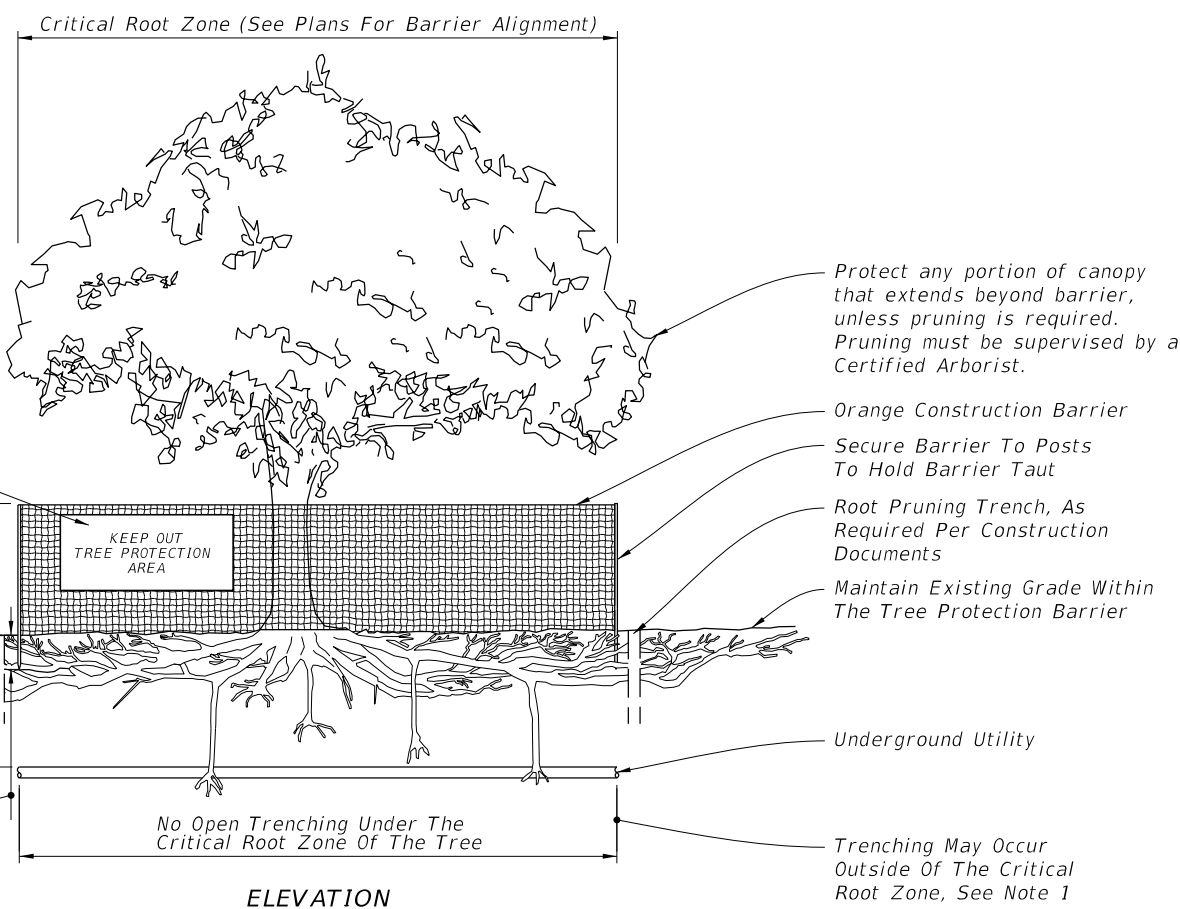 Critical Root Zone (See Plans For Barrier Alignment)
Protect any portion of canopy
that extends beyond barrier,
unless pruning is required.
Pruning must be supervised by a
Certified Arborist.
Orange Construction Barrier
Secure Barrier To Posts
To Hold Barrier Taut
Root Pruning Trench, As
Required Per Construction
Documents
KEEP OUT
TREE PROTECTION
AREA
Maintain Existing Grade Within
The Tree Protection Barrier
Underground Utility
No Open Trenching Under The
Critical Root Zone Of The Tree
Trenching May Occur
Outside Of The Critical
Root Zone, See Note 1
ELEVATION